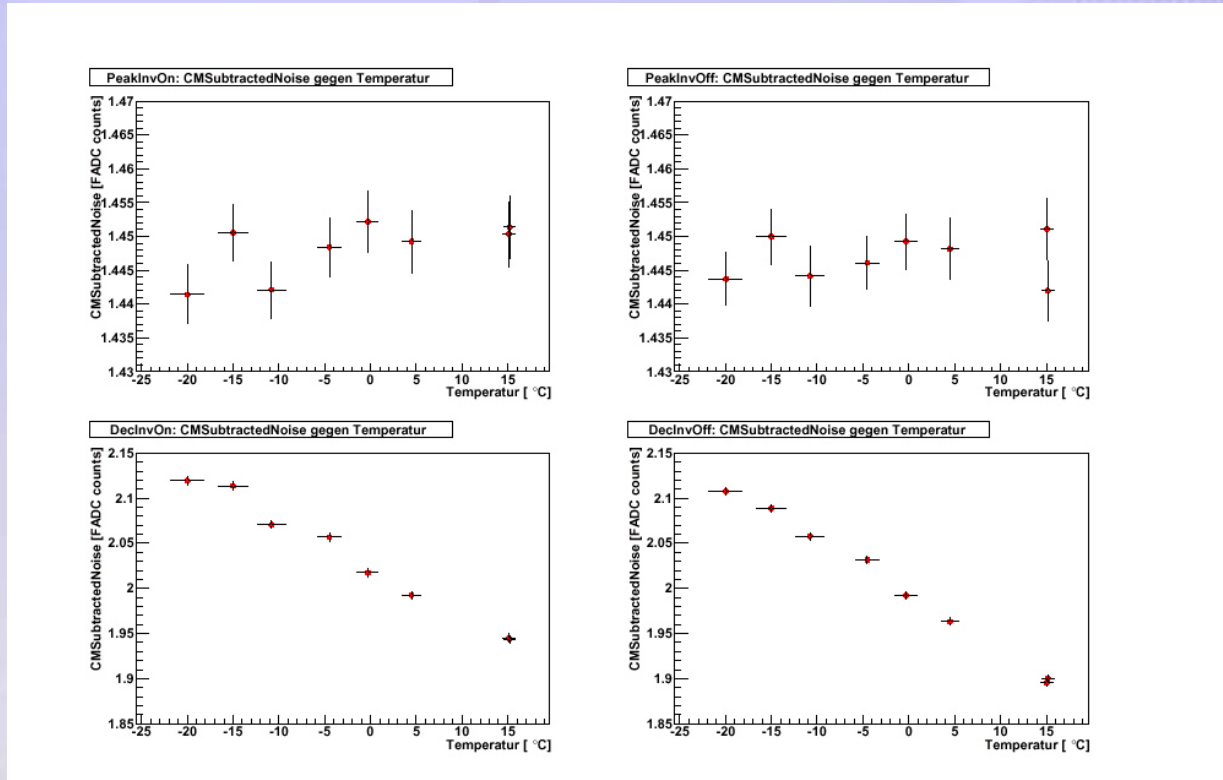 PeakInvOn: CMSubtractedNoise gegen Temperatur
CMSubtractedNoise [FADC counts]
1.47
1.465
1.46
1.455
1.45
1.445
1.44
1.435
1.43
-25 -20 -15 -10 -5 0 5 10 15
Temperatur [ °C]
PeakInvOff: CMSubtractedNoise gegen Temperatur
CMSubtractedNoise [FADC counts]
1.47
1.465
1.46
1.455
1.45
1.445
1.44
1.435
1.43
-25 -20 -15 -10 -5 0 5 10 15
Temperatur [ °C]
DecInvOn: CMSubtractedNoise gegen Temperatur
CMSubtractedNoise [FADC counts]
2.15
2.1
2.05
2
1.95
1.9
1.85
-25 -20 -15 -10 -5 0 5 10 15
Temperatur [ °C]
DecInvOff: CMSubtractedNoise gegen Temperatur
CMSubtractedNoise [FADC counts]
2.15
2.1
2.05
2
1.95
1.9
1.85
-25 -20 -15 -10 -5 0 5 10 15
Temperatur [ °C]